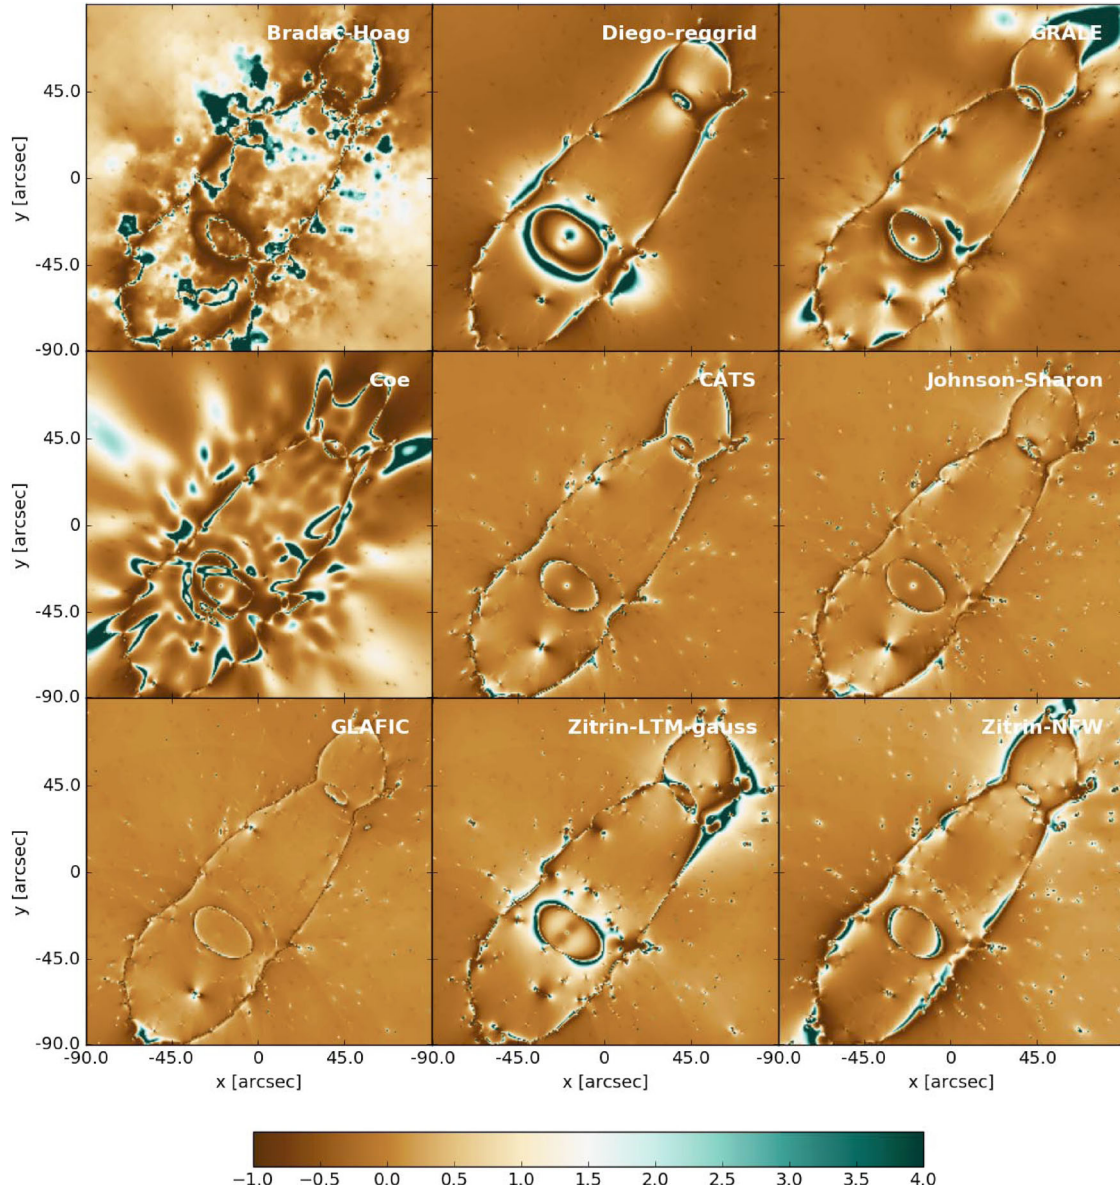 Bradac-Hoag
Diego-reggrid
GRALE
45.0
0
-45.0
-90.0
y [arcsec]
Coe
CATS
Johnson-Sharon
45.0
0
-45.0
-90.0
y [arcsec]
GLAFIC
Zitrin-LTM-gauss
Zitrin-NFW
45.0
0
-45.0
-90.0
y [arcsec]
-90.0 -45.0 0 45.0 -90.0 -45.0 0 45.0 -90.0 -45.0 0 45.0
x [arcsec] x [arcsec] x [arcsec]
−1.0 −0.5 0.0 0.5 1.0 1.5 2.0 2.5 3.0 3.5 4.0